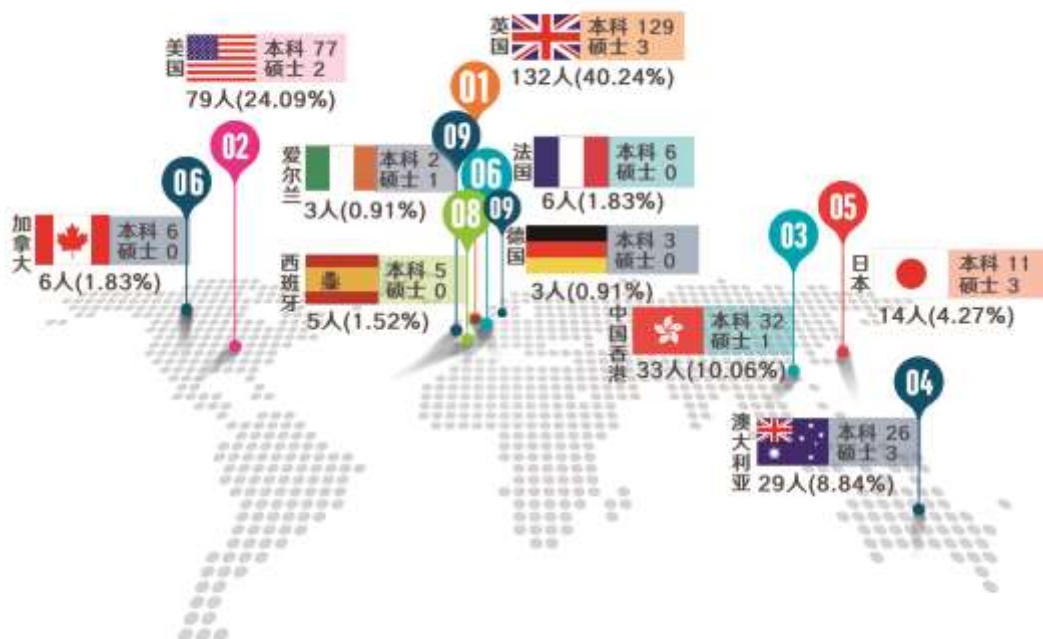 英国
本科 129
硕士 3
132人(40.24%)
01
美国
本科 77
硕士 2
79人(24.09%)
02
爱尔兰
本科 2
硕士 1
3人(0.91%)
09
法国
本科 6
硕士 0
6人(1.83%)
06
加拿大
本科 6
硕士 0
6人(1.83%)
06
西班牙
本科 5
硕士 0
5人(1.52%)
08
德国
本科 3
硕士 0
3人(0.91%)
09
中国香港
本科 32
硕士 1
33人(10.06%)
03
日本
本科 11
硕士 3
14人(4.27%)
05
澳大利亚
本科 26
硕士 3
29人(8.84%)
04